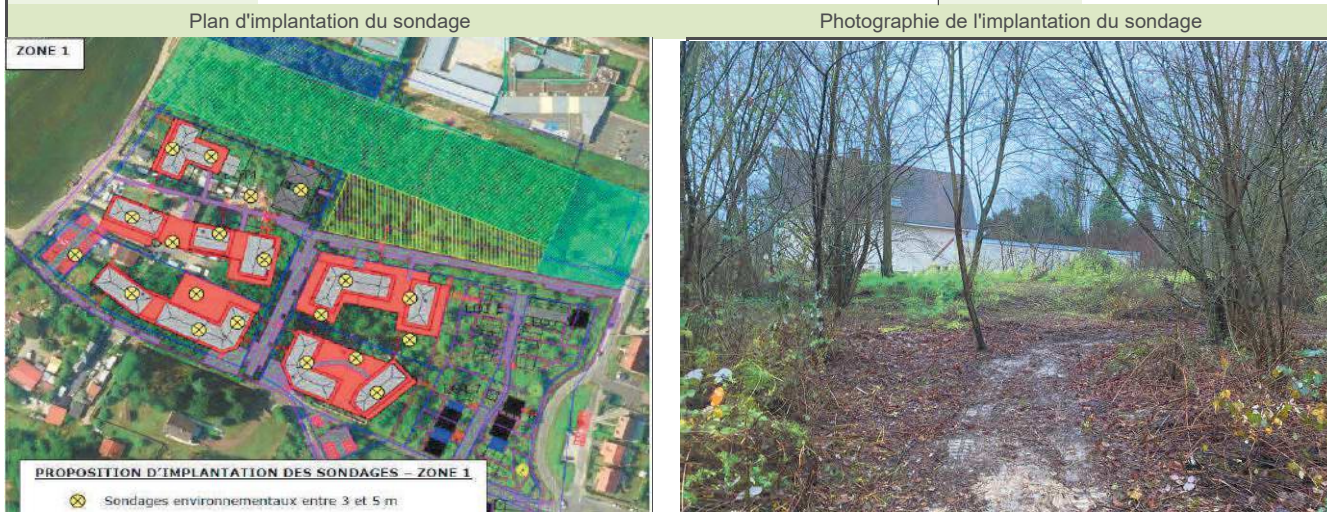 Plan d'implantation du sondage
Photographie de l'implantation du sondage
ZONE 1
PROPOSITION D'IMPLANTATION DES SONDAGES – ZONE 1
Sondages environnementaux entre 3 et 5 m